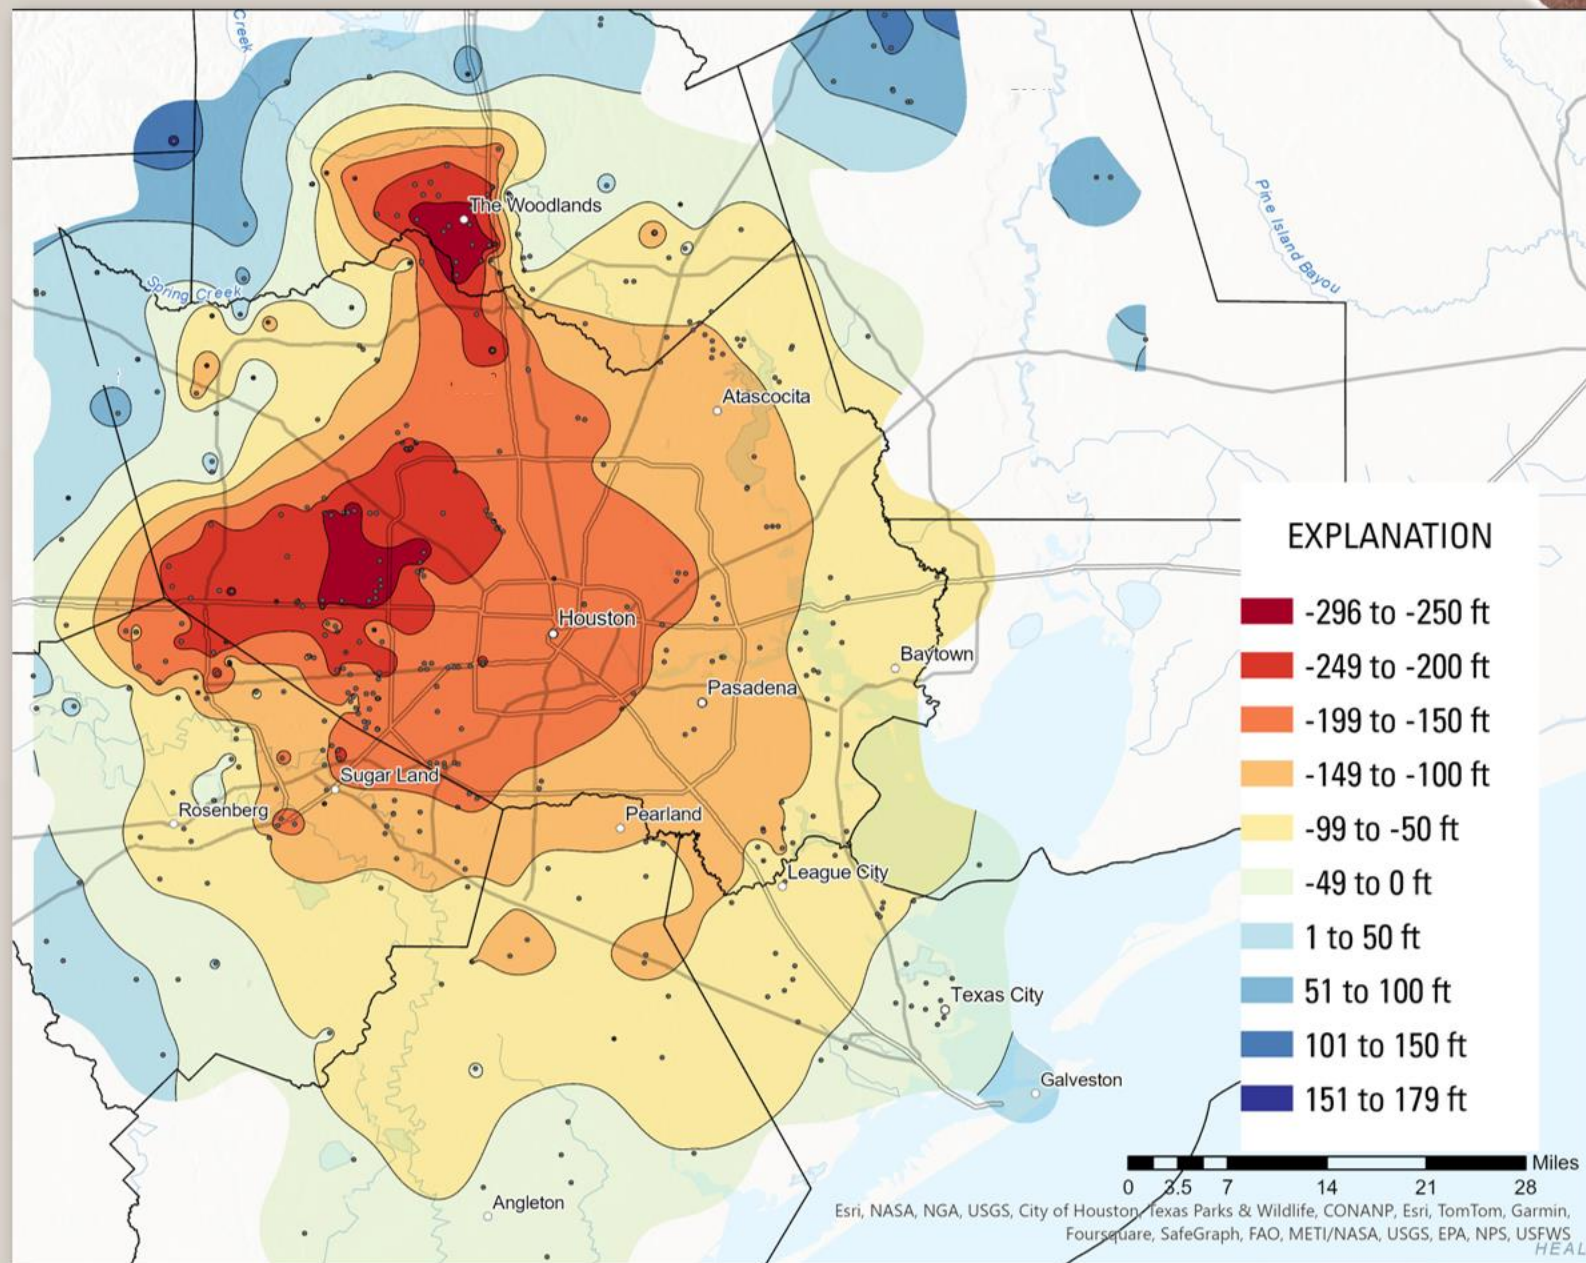 Creek
The Woodlands
Spring Creek
Pine Island Bayou
Atascocita
Houston
Baytown
Pasadena
Sugar Land
Rosenberg
Pearland
League City
Texas City
Galveston
Angleton
EXPLANATION
-296 to -250 ft
-249 to -200 ft
-199 to -150 ft
-149 to -100 ft
-99 to -50 ft
-49 to 0 ft
1 to 50 ft
51 to 100 ft
101 to 150 ft
151 to 179 ft
Miles
0 3.5 7 14 21 28
Esri, NASA, NGA, USGS, City of Houston, Texas Parks & Wildlife, CONANP, Esri, TomTom, Garmin,
Foursquare, SafeGraph, FAO, METI/NASA, USGS, EPA, NPS, USFWS
HEAL